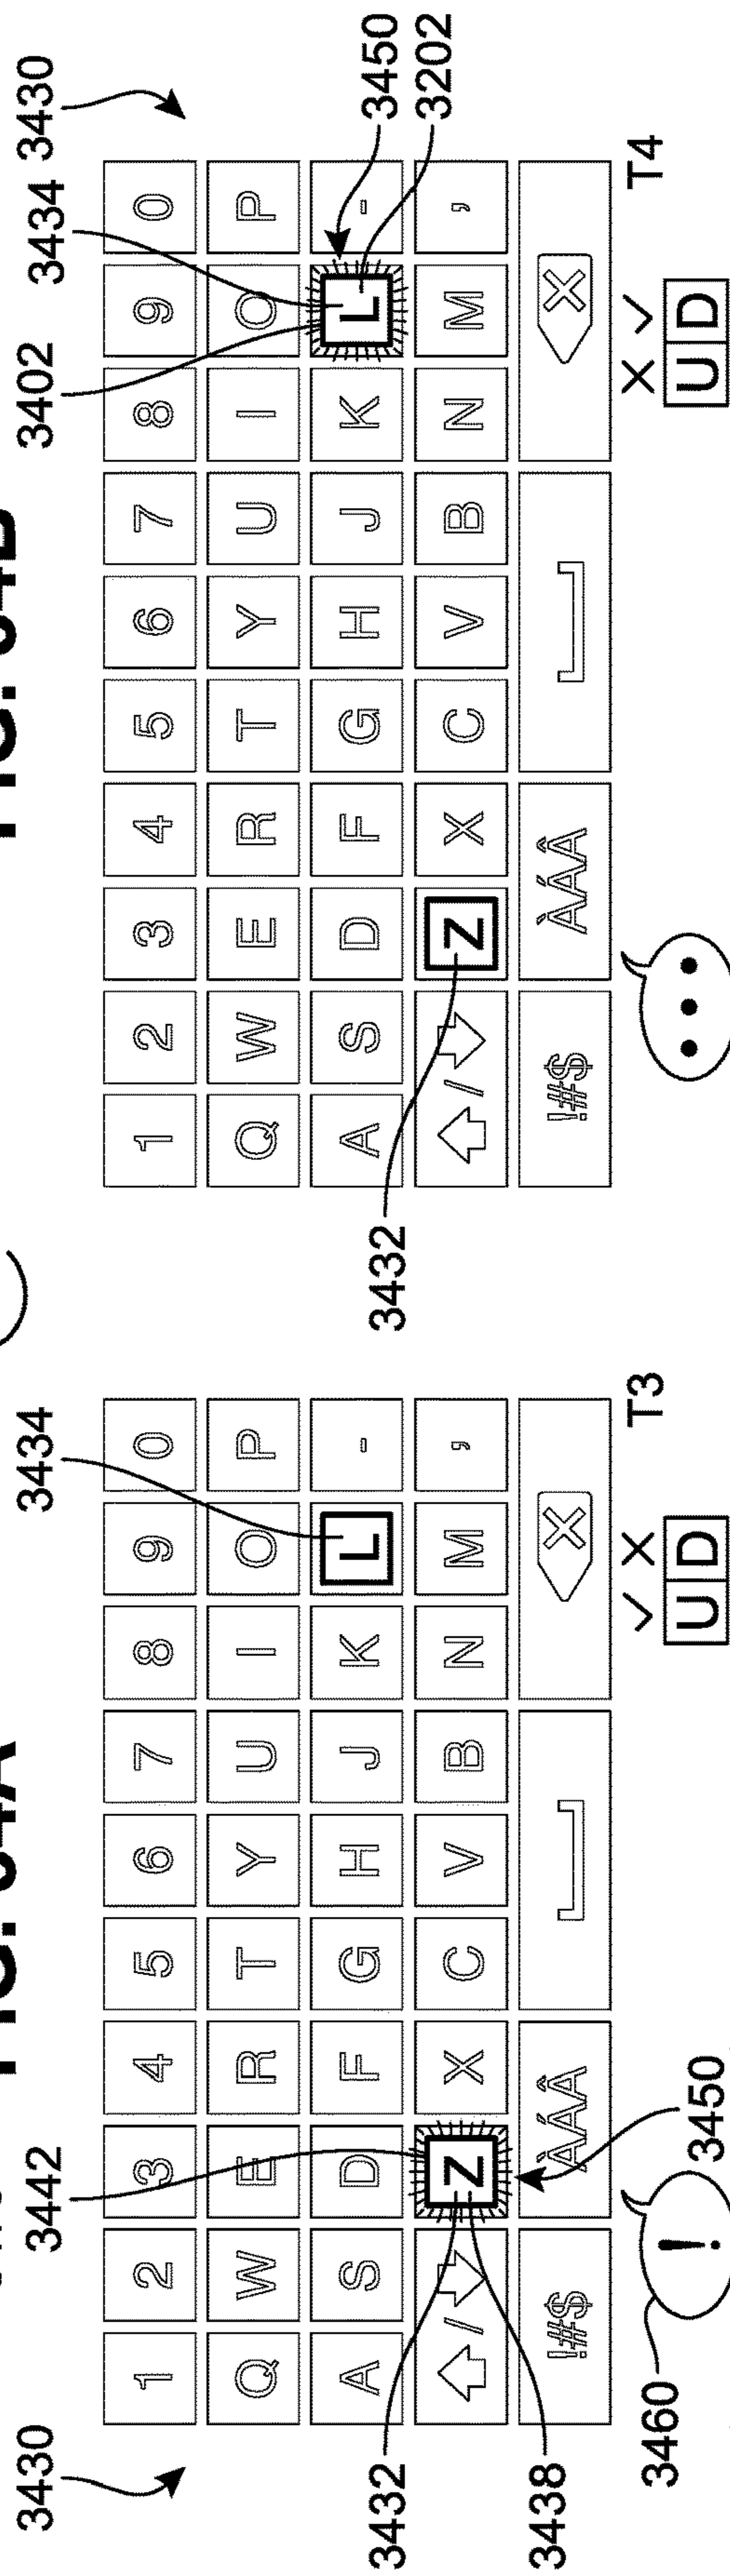 3430
3442
3434
1 2 3 4 5 6 7 8 9 0
Q W E R T Y U I O P
A S D F G H J K L -
/ Z X C V B N M ,
!#$ ÀÁÂ
3432
3438
3460
!
3450
U D
T3
3402
3434
3430
1 2 3 4 5 6 7 8 9 0
Q W E R T Y U I O P
A S D F G H J K L -
/ Z X C V B N M ,
!#$ ÀÁÂ
3432
3450
3202
U D
T4